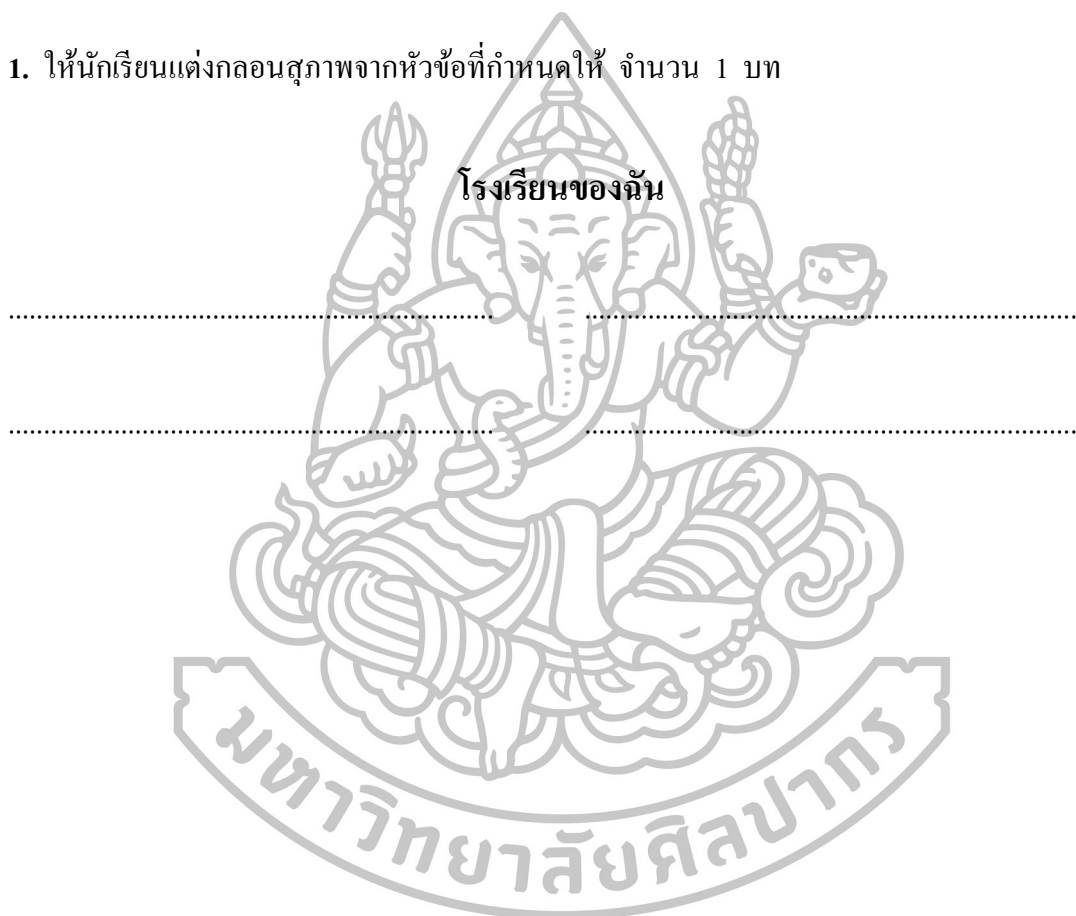 1. ให้นักเรียนแต่งกลอนสุภาพจากหัวข้อที่กำหนดให้ จำนวน 1 บท
โรงเรียนของฉัน
..................................................................... ......................................................................
..................................................................... ......................................................................
มหาวิทยาลัยศิลปากร